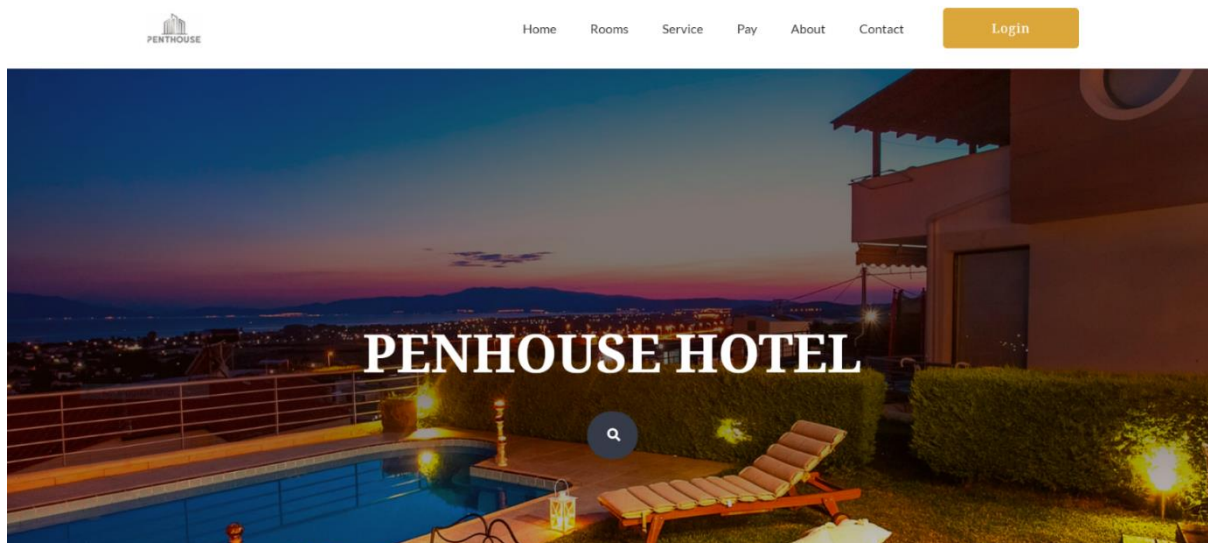 PENTHOUSE
Home Rooms Service Pay About Contact Login
PENHOUSE HOTEL